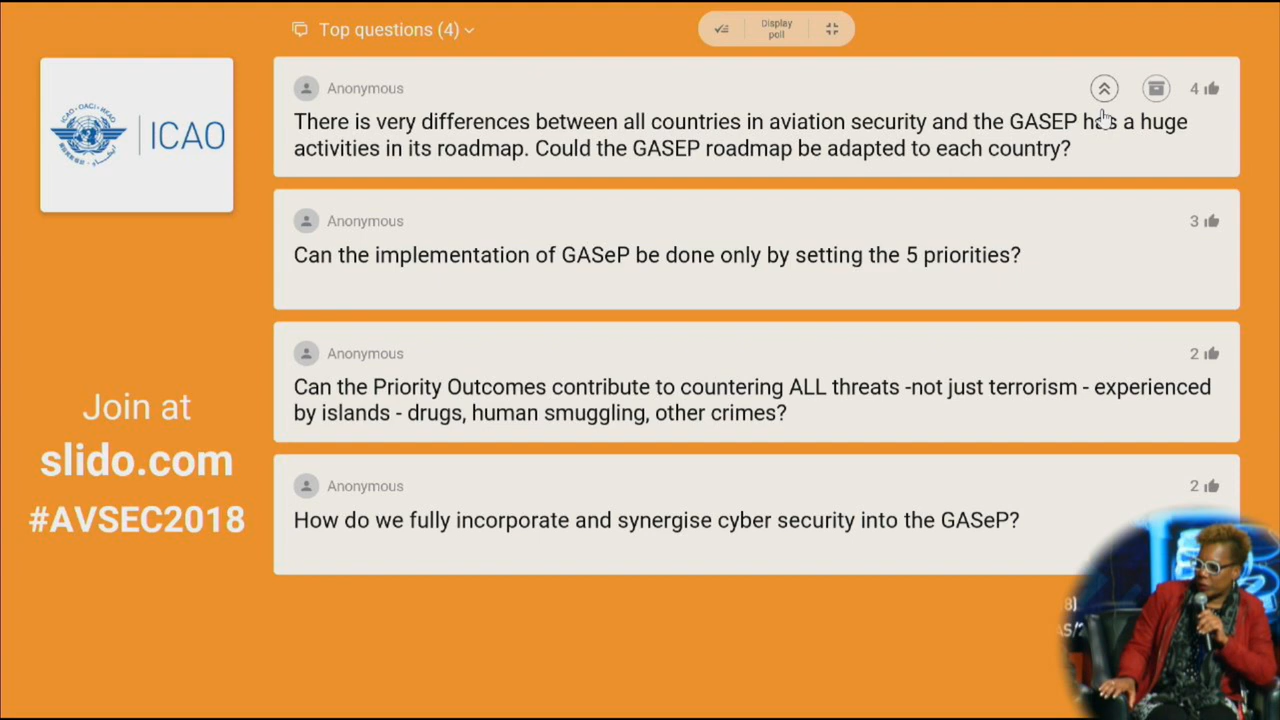 Top questions (4)
Display
poll
ICAO
Anonymous
4
There is very differences between all countries in aviation security and the GASEP has a huge
activities in its roadmap. Could the GASEP roadmap be adapted to each country?
Anonymous
3
Can the implementation of GASeP be done only by setting the 5 priorities?
Anonymous
2
Can the Priority Outcomes contribute to countering ALL threats -not just terrorism - experienced
by islands - drugs, human smuggling, other crimes?
Anonymous
2
How do we fully incorporate and synergise cyber security into the GASeP?
Join at
slido.com
#AVSEC2018